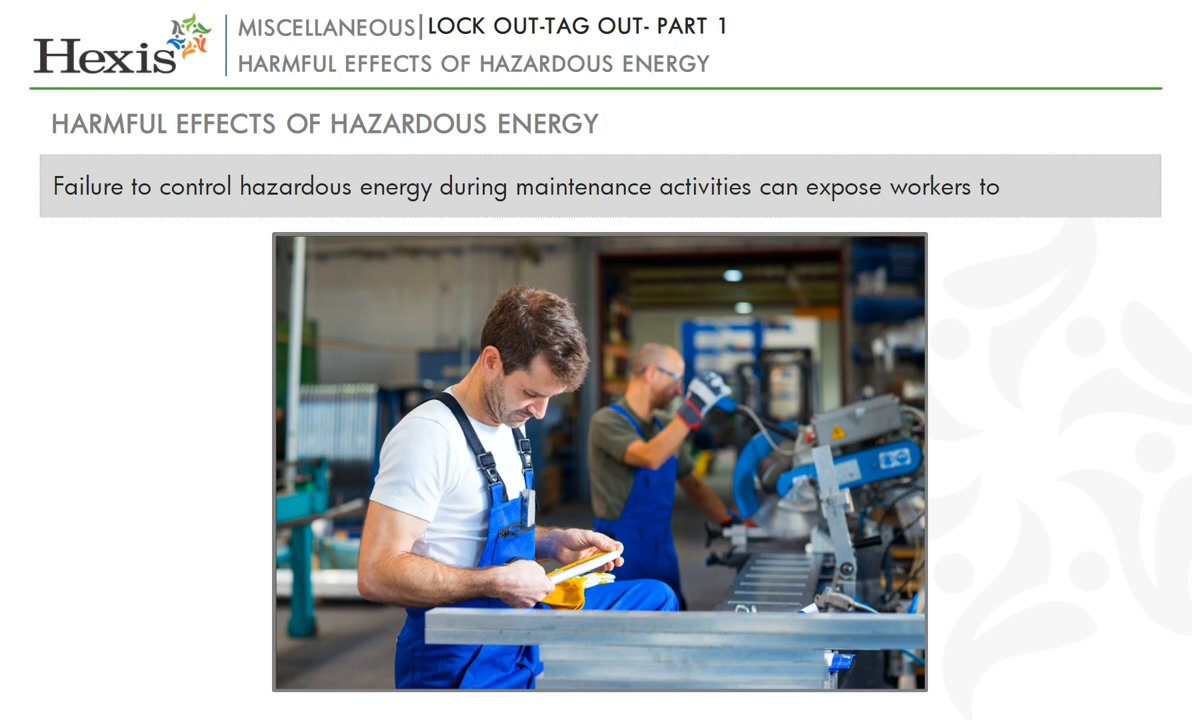 Hexis
MISCELLANEOUS|LOCK OUT-TAG OUT- PART 1
HARMFUL EFFECTS OF HAZARDOUS ENERGY
HARMFUL EFFECTS OF HAZARDOUS ENERGY
Failure to control hazardous energy during maintenance activities can expose workers to